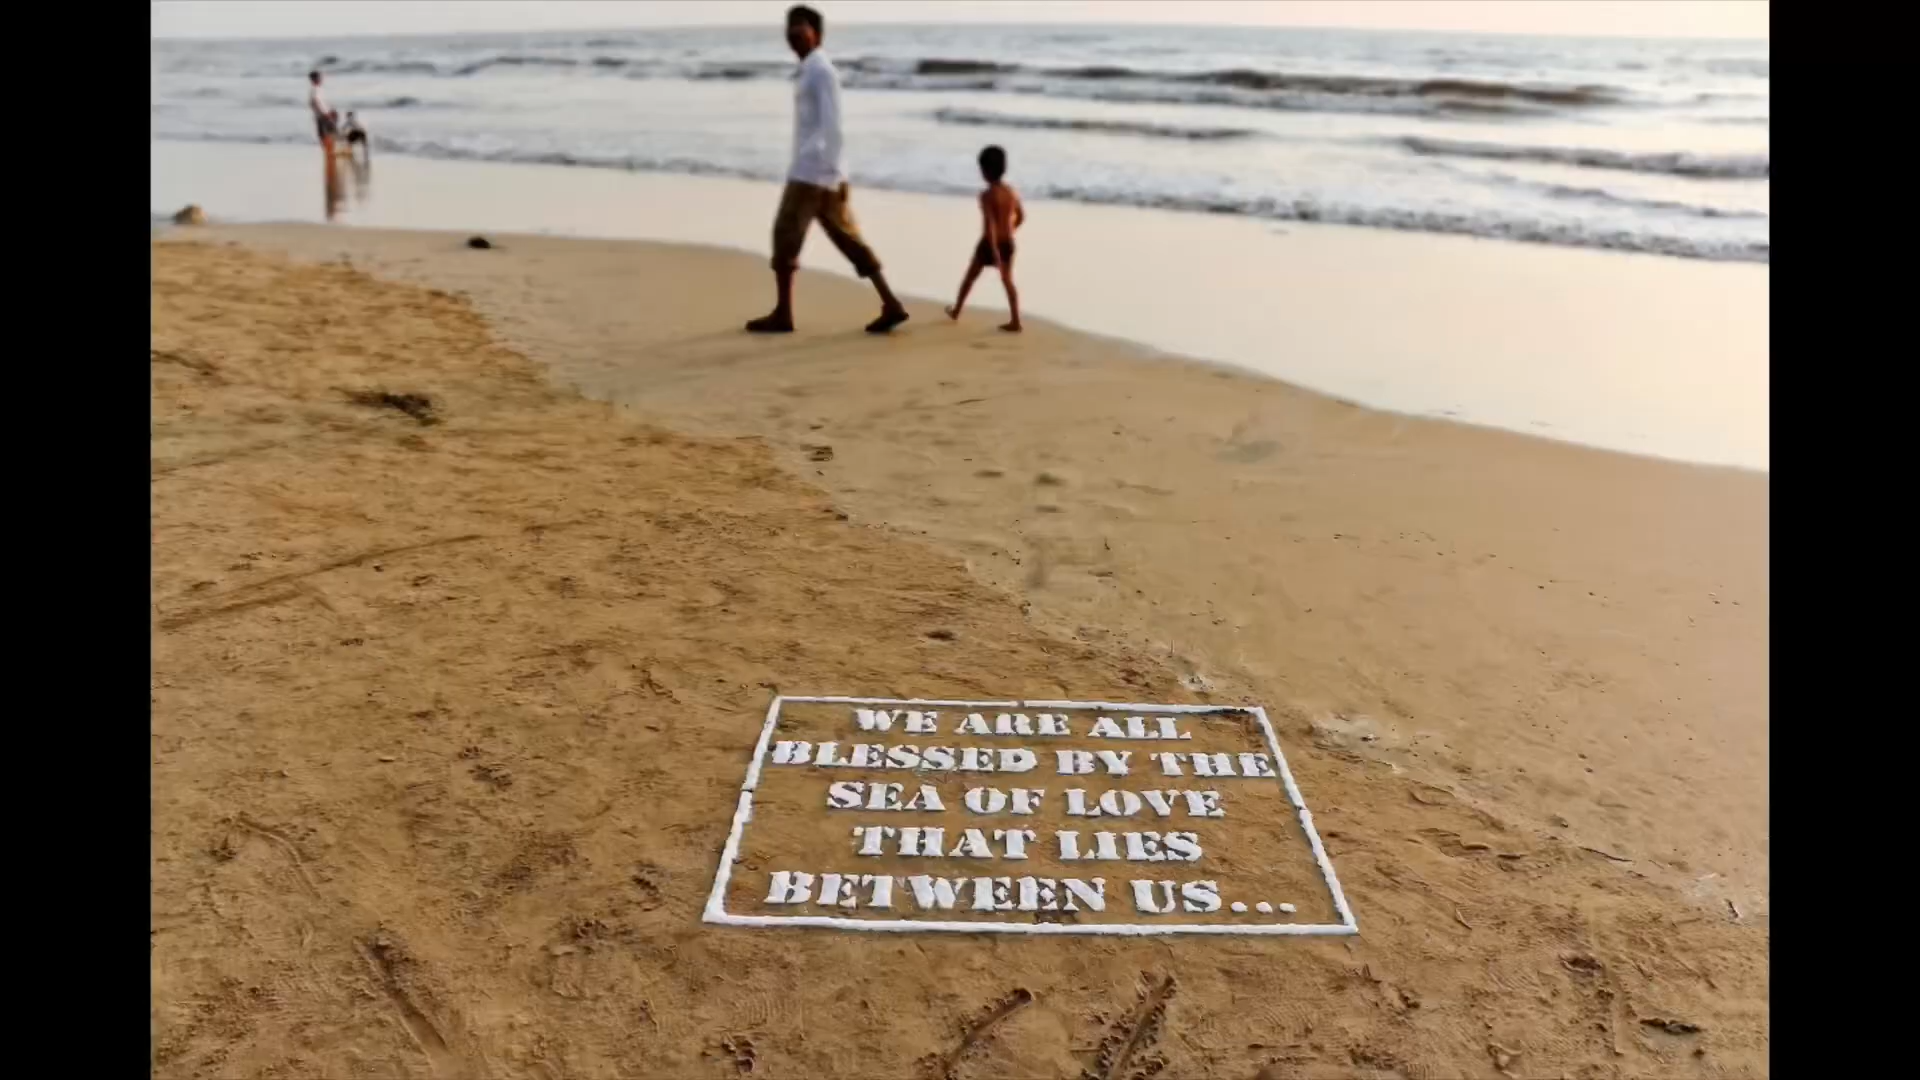 WE ARE ALL
BLESSED BY THE
SEA OF LOVE
THAT LIES
BETWEEN US...